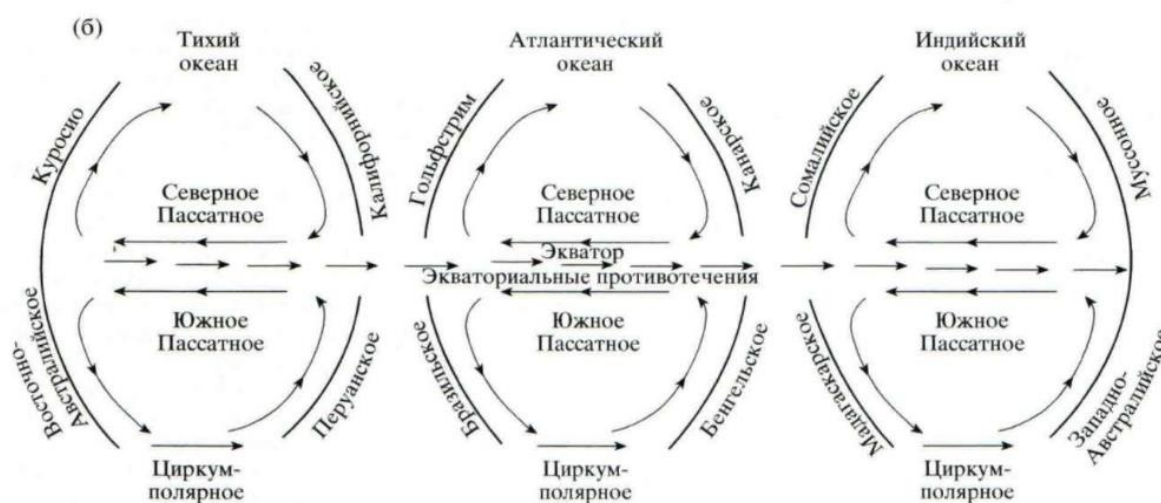 (б)
Тихий
океан
Атлантический
океан
Индийский
океан
Куросио
Калифорнийское
Гольфстрим
Канарское
Сомалийское
Муссонное
Северное
Пассатное
Северное
Пассатное
Северное
Пассатное
Экватор
Экваториальные противотечения
Южное
Пассатное
Южное
Пассатное
Южное
Пассатное
Восточно-
Австралийское
Перуанское
Бразильское
Бенгельское
Мадагаскарское
Западно-
Австралийское
Циркум-
полярное
Циркум-
полярное
Циркум-
полярное